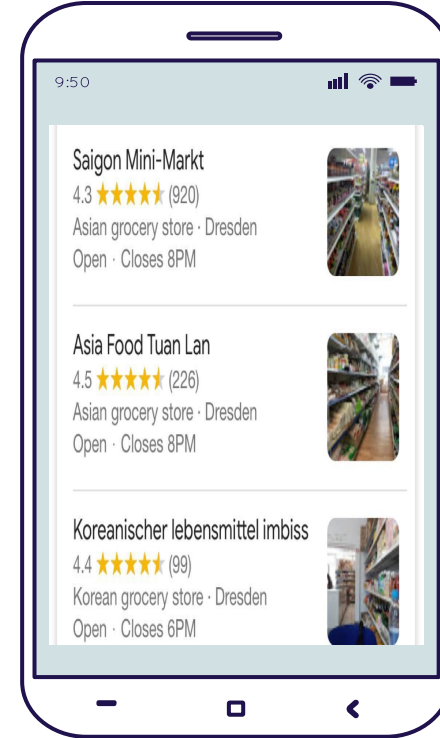 9:50
Saigon Mini-Markt
4.3 ★★★★★ (920)
Asian grocery store · Dresden
Open · Closes 8PM
Asia Food Tuan Lan
4.5 ★★★★★ (226)
Asian grocery store · Dresden
Open · Closes 8PM
Koreanischer lebensmittel imbiss
4.4 ★★★★★ (99)
Korean grocery store · Dresden
Open · Closes 6PM